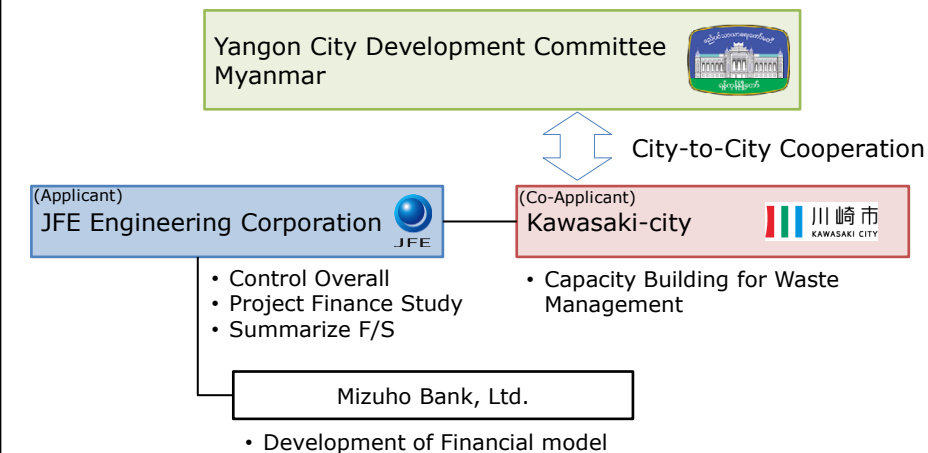 Yangon City Development Committee
Myanmar
City-to-City Cooperation
(Applicant)
JFE Engineering Corporation
JFE
(Co-Applicant)
Kawasaki-city
川崎市
KAWASAKI CITY
• Control Overall
• Project Finance Study
• Summarize F/S
• Capacity Building for Waste
Management
Mizuho Bank, Ltd.
• Development of Financial model